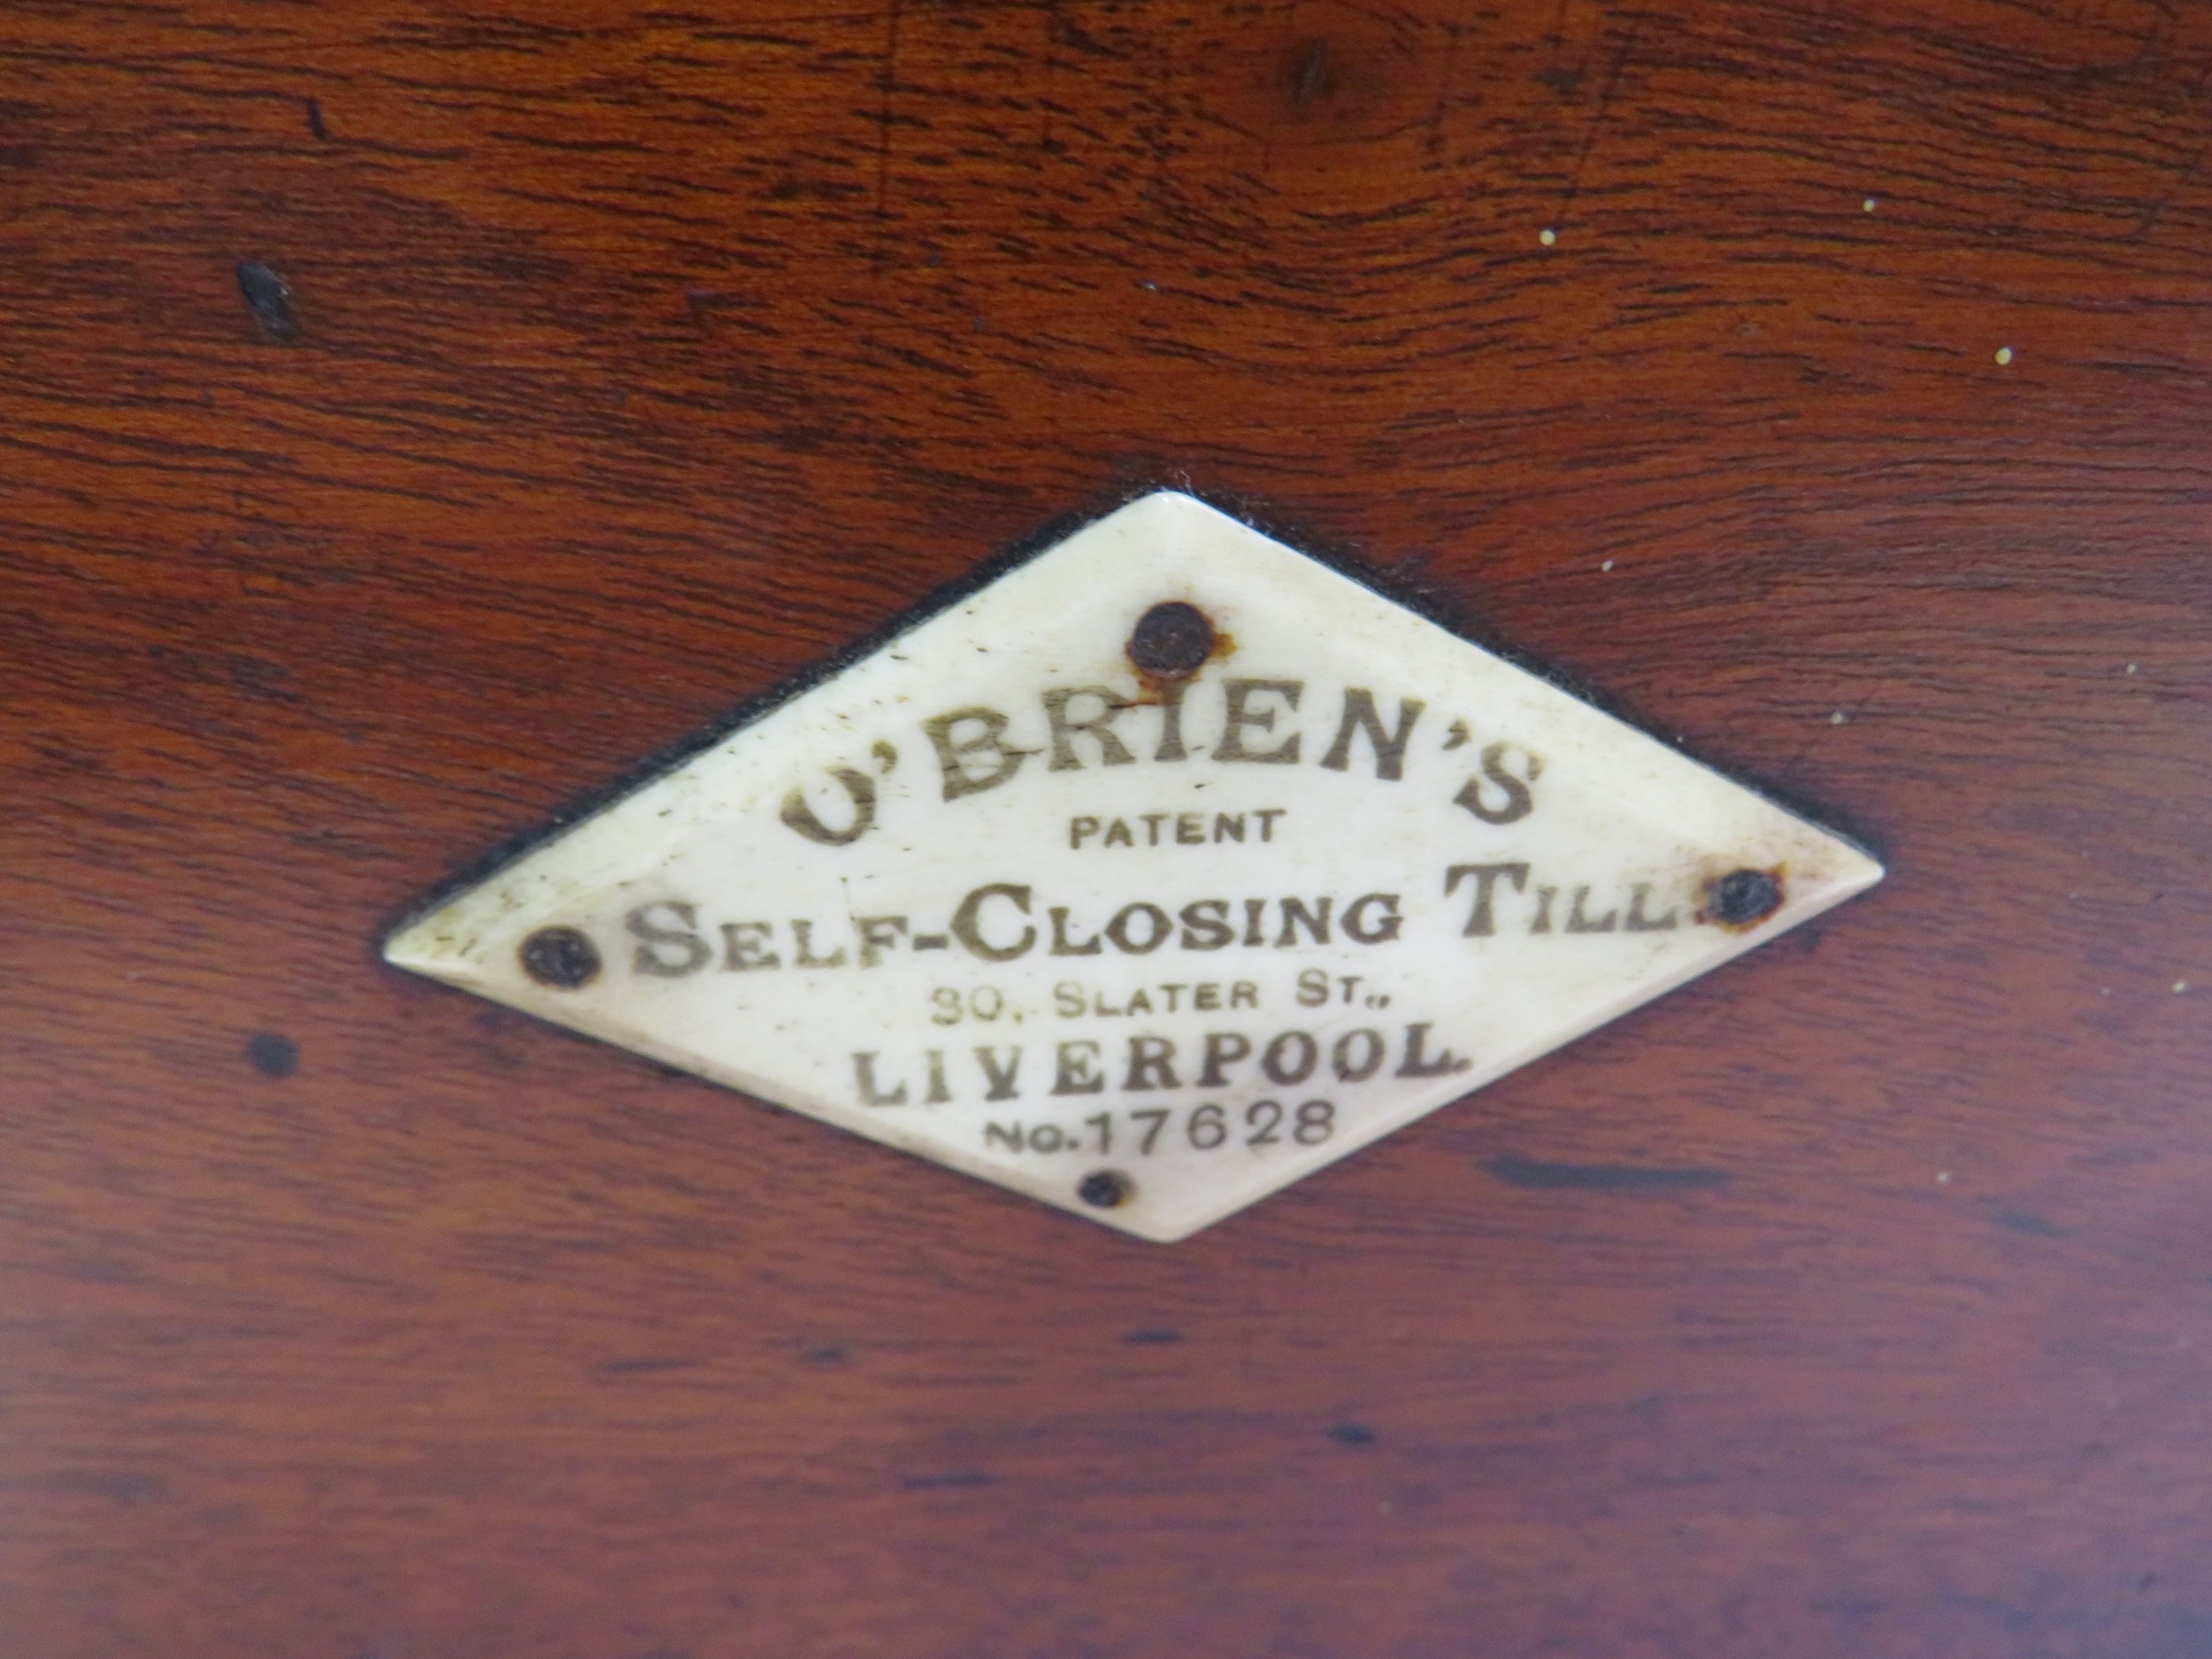 O'BRIEN'S
PATENT
SELF-CLOSING TILL.
30, SLATER ST.,
LIVERPOOL.
No. 17628